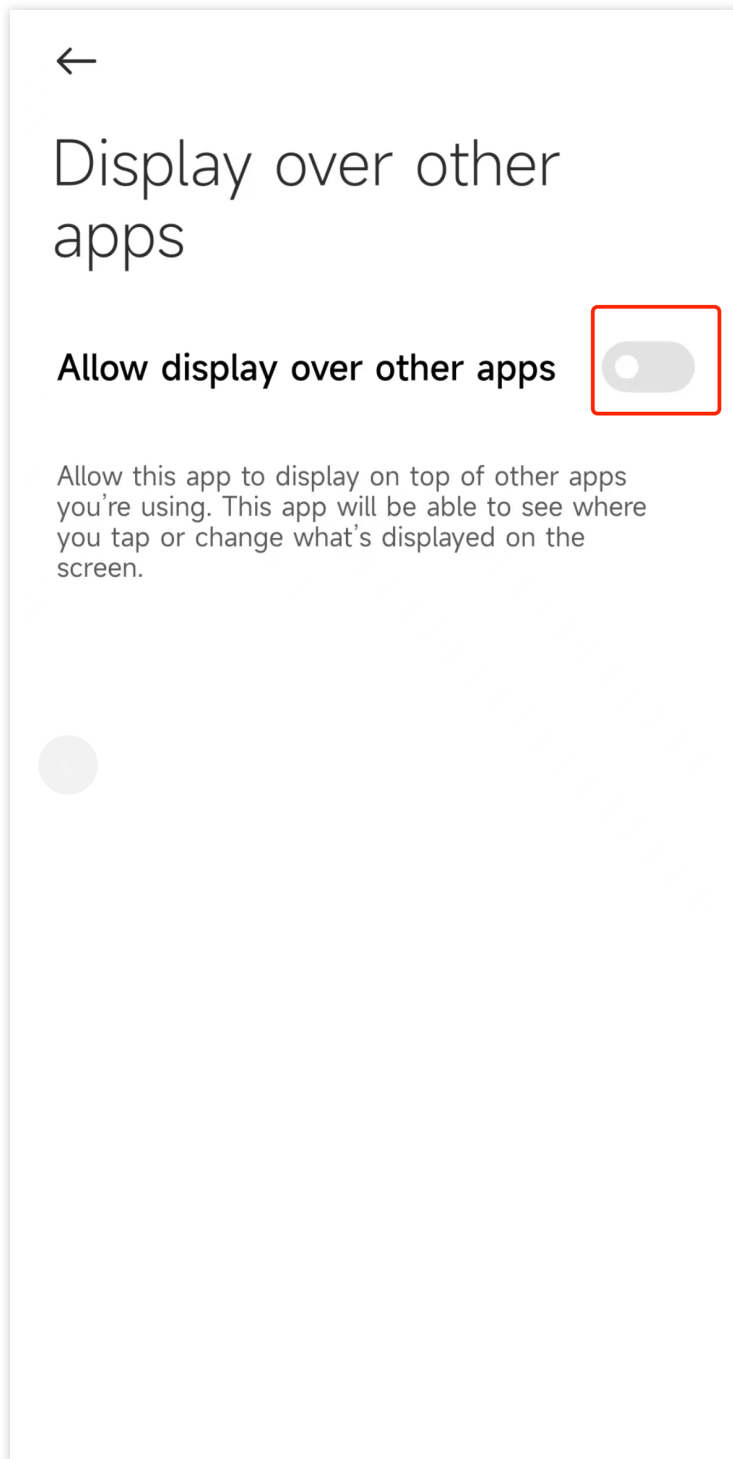 Display over other
apps
Allow display over other apps
Allow this app to display on top of other apps
you’re using. This app will be able to see where
you tap or change what’s displayed on the
screen.